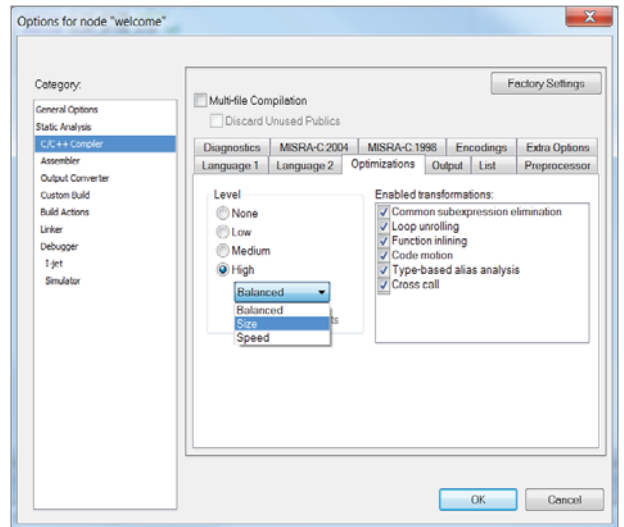 Options for node "welcome"
Category:
General Options
Static Analysis
C/C++ Compiler
Assembler
Output Converter
Custom Build
Build Actions
Linker
Debugger
I-jet
Simulator
Factory Settings
Multi-file Compilation
Discard Unused Publics
Diagnostics MISRA-C 2004 MISRA-C 1998 Encodings Extra Options
Language 1 Language 2 Optimizations Output List Preprocessor
Level
None
Low
Medium
High
Balanced
Balanced
Size
Speed
Enabled transformations:
Common subexpression elimination
Loop unrolling
Function inlining
Code motion
Type-based alias analysis
Cross call
OK Cancel